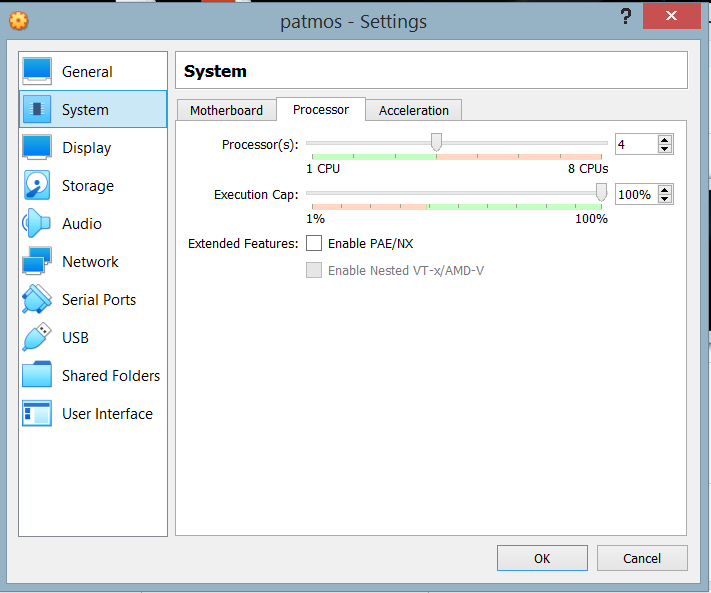 patmos - Settings
?
General
System
Display
Storage
Audio
Network
Serial Ports
USB
Shared Folders
User Interface
System
Motherboard Processor Acceleration
Processor(s): 4
1 CPU 8 CPUs
Execution Cap: 100%
1% 100%
Extended Features: Enable PAE/NX
Enable Nested VT-x/AMD-V
OK Cancel